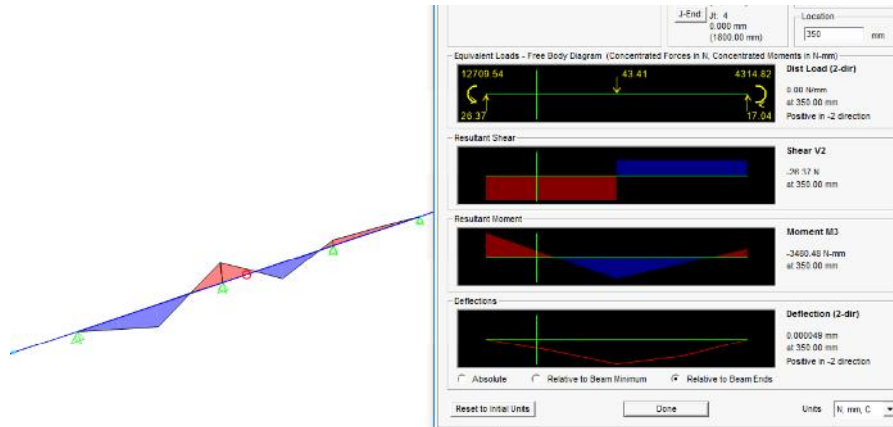 J-End
Jt: 4
0.000 mm
(1800.00 mm)
Location
350
mm
Equivalent Loads - Free Body Diagram (Concentrated Forces in N, Concentrated Moments in N-mm)
12709.54
43.41
4314.82
26.37
17.04
Dist Load (2-dir)
0.00 N/mm
at 350.00 mm
Positive in -2 direction
Resultant Shear
Shear V2
-26.37 N
at 350.00 mm
Resultant Moment
Moment M3
-3480.48 N-mm
at 350.00 mm
Deflections
Deflection (2-dir)
0.000049 mm
at 350.00 mm
Positive in -2 direction
Absolute
Relative to Beam Minimum
Relative to Beam Ends
Reset to Initial Units
Done
Units
N, mm, C